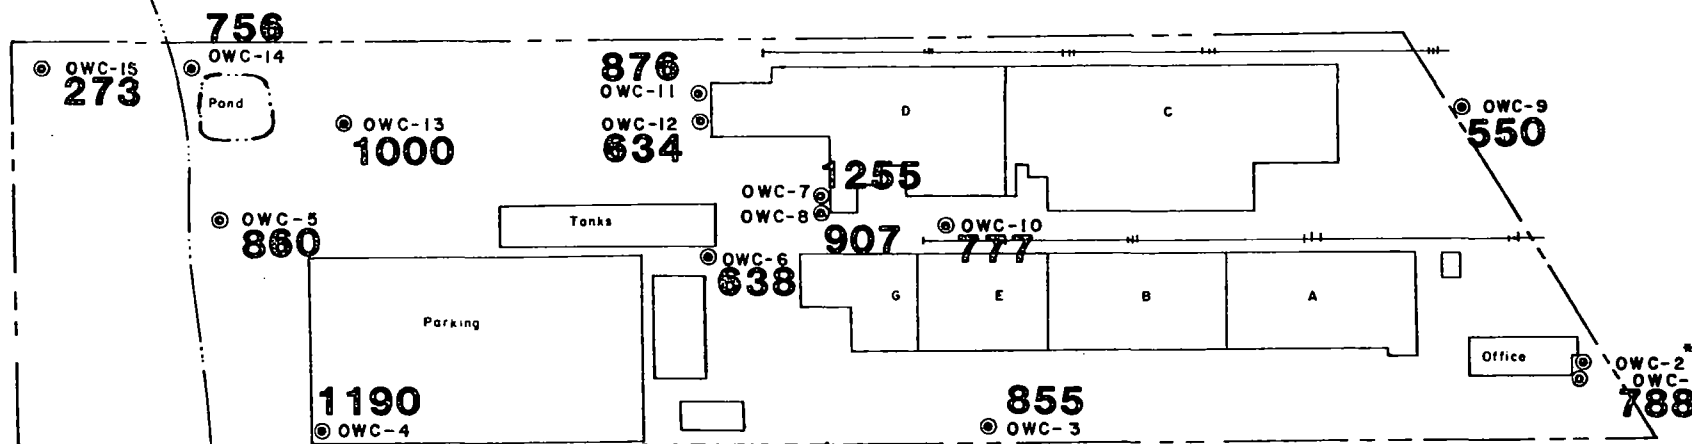 756
OWC-14
OWC-15
273
Pond
OWC-13
1000
876
OWC-11
OWC-12
634
D
C
OWC-9
550
1255
OWC-7
OWC-8
907
OWC-10
777
OWC-5
860
Tanks
OWC-6
638
Parking
G
E
B
A
Office
OWC-2*
OWC-
788
1190
OWC-4
855
OWC-3